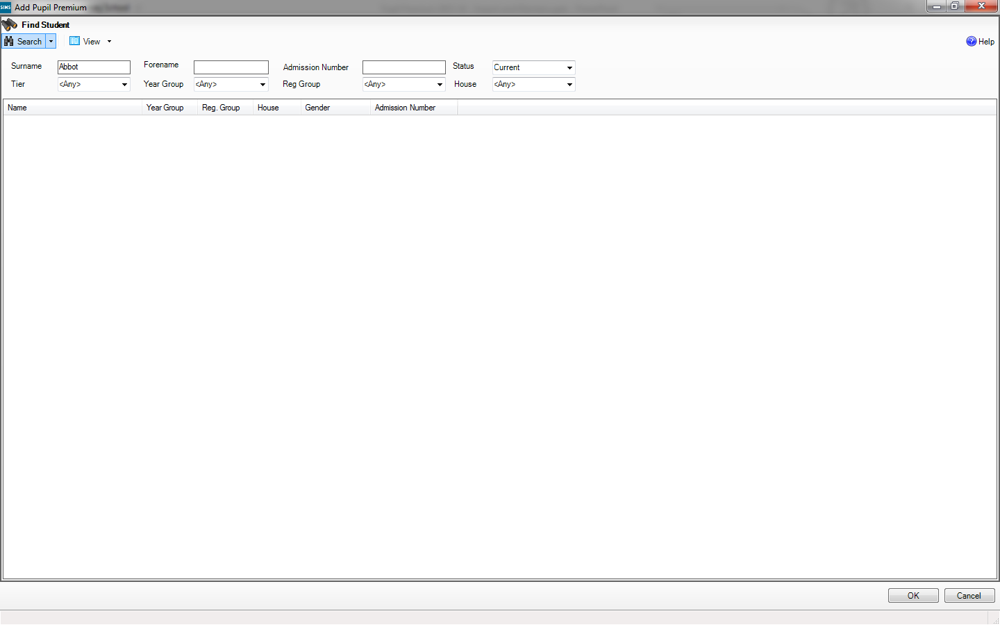 SIMS Add Pupil Premium
Find Student
Search View Help
Surname Abbot Forename Admission Number Status Current
Tier <Any> Year Group <Any> Reg Group <Any> House <Any>
Name Year Group Reg. Group House Gender Admission Number
OK Cancel